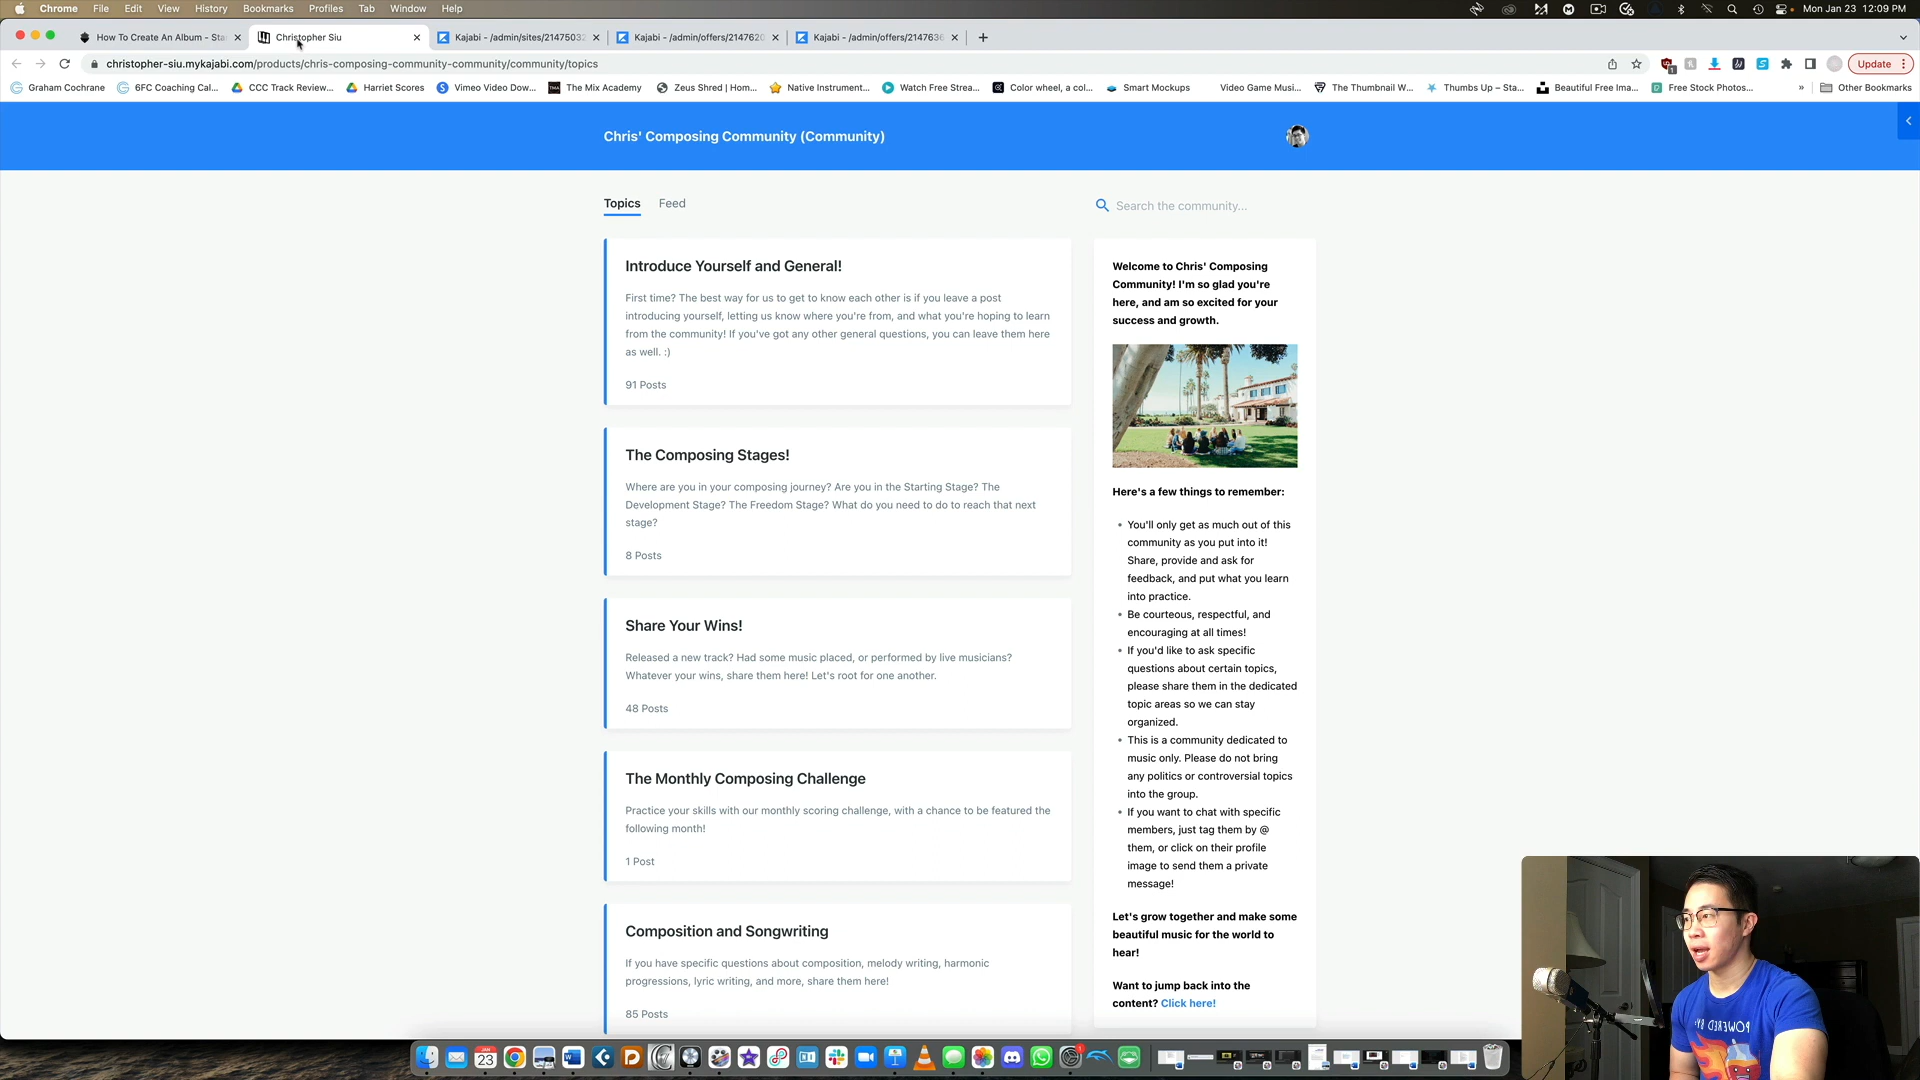 Chrome File Edit View History Bookmarks Profiles Tab Window Help
Mon Jan 23 12:09 PM
How To Create An Album - Sta
Christopher Siu
Kajabi - /admin/sites/2147503
Kajabi - /admin/offers/2147620
Kajabi - /admin/offers/2147636
christopher-siu.mykajabi.com/products/chris-composing-community-community/community/topics
Update
Graham Cochrane
6FC Coaching Cal...
CCC Track Review...
Harriet Scores
Vimeo Video Dow...
The Mix Academy
Zeus Shred | Hom...
Native Instrument...
Watch Free Strea...
Color wheel, a col...
Smart Mockups
Video Game Musi...
The Thumbnail W...
Thumbs Up – Sta...
Beautiful Free Ima...
Free Stock Photos...
Other Bookmarks
Chris' Composing Community (Community)
Topics Feed
Search the community...
Introduce Yourself and General!
First time? The best way for us to get to know each other is if you leave a post
introducing yourself, letting us know where you're from, and what you're hoping to learn
from the community! If you've got any other general questions, you can leave them here
as well. :)
91 Posts
The Composing Stages!
Where are you in your composing journey? Are you in the Starting Stage? The
Development Stage? The Freedom Stage? What do you need to do to reach that next
stage?
8 Posts
Share Your Wins!
Released a new track? Had some music placed, or performed by live musicians?
Whatever your wins, share them here! Let's root for one another.
48 Posts
The Monthly Composing Challenge
Practice your skills with our monthly scoring challenge, with a chance to be featured the
following month!
1 Post
Composition and Songwriting
If you have specific questions about composition, melody writing, harmonic
progressions, lyric writing, and more, share them here!
85 Posts
Welcome to Chris' Composing
Community! I'm so glad you're
here, and am so excited for your
success and growth.
Here's a few things to remember:
You'll only get as much out of this
community as you put into it!
Share, provide and ask for
feedback, and put what you learn
into practice.
Be courteous, respectful, and
encouraging at all times!
If you'd like to ask specific
questions about certain topics,
please share them in the dedicated
topic areas so we can stay
organized.
This is a community dedicated to
music only. Please do not bring
any politics or controversial topics
into the group.
If you want to chat with specific
members, just tag them by @
them, or click on their profile
image to send them a private
message!
Let's grow together and make some
beautiful music for the world to
hear!
Want to jump back into the
content? Click here!